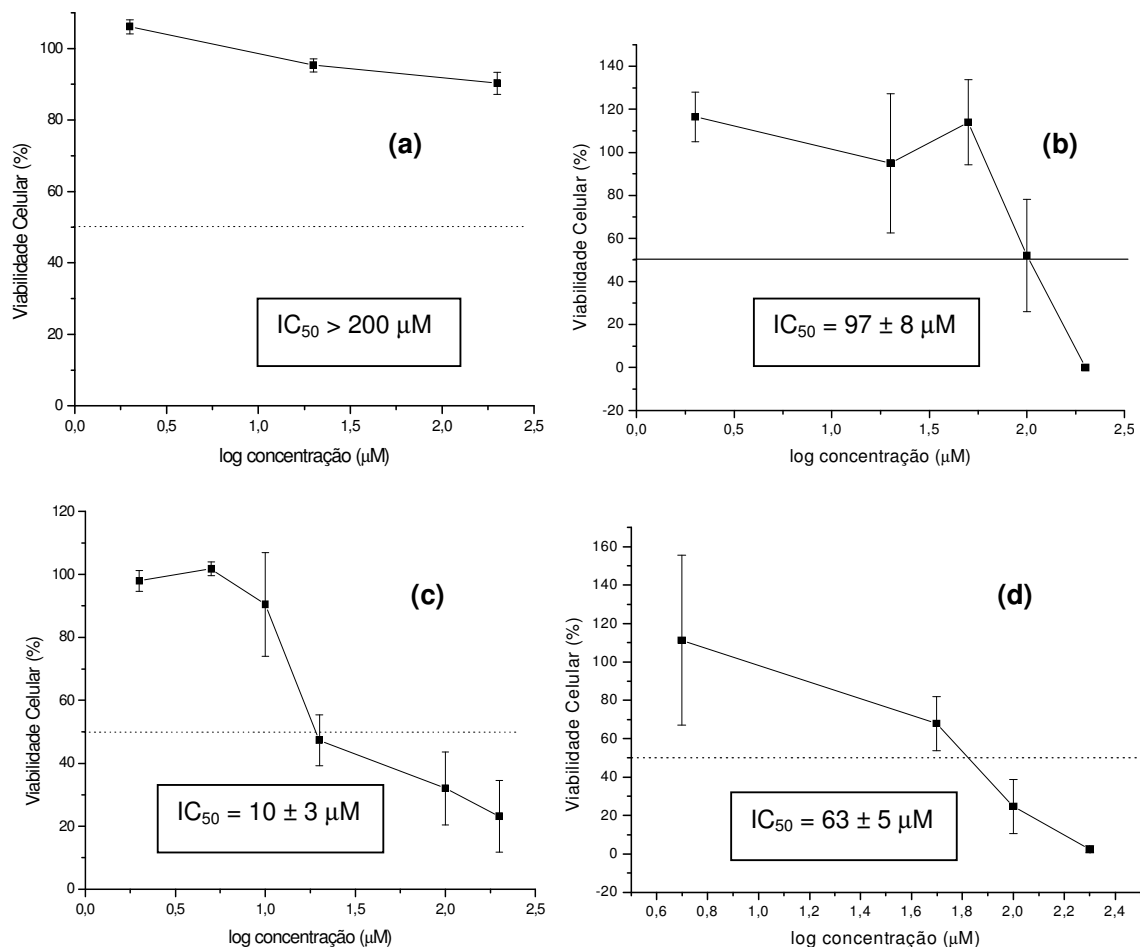 100
80
60
40
20
0
0,0 0,5 1,0 1,5 2,0 2,5
Viabilidade Celular (%)
log concentração (µM)
(a)
IC50 > 200 µM
140
120
100
80
60
40
20
0
-20
0,0 0,5 1,0 1,5 2,0 2,5
Viabilidade Celular (%)
log concentração (µM)
(b)
IC50 = 97 ± 8 µM
120
100
80
60
40
20
0
0,0 0,5 1,0 1,5 2,0 2,5
Viabilidade Celular (%)
log concentração (µM)
(c)
IC50 = 10 ± 3 µM
160
140
120
100
80
60
40
20
0
-20
0,6 0,8 1,0 1,2 1,4 1,6 1,8 2,0 2,2 2,4
Viabilidade Celular (%)
log concentração (µM)
(d)
IC50 = 63 ± 5 µM